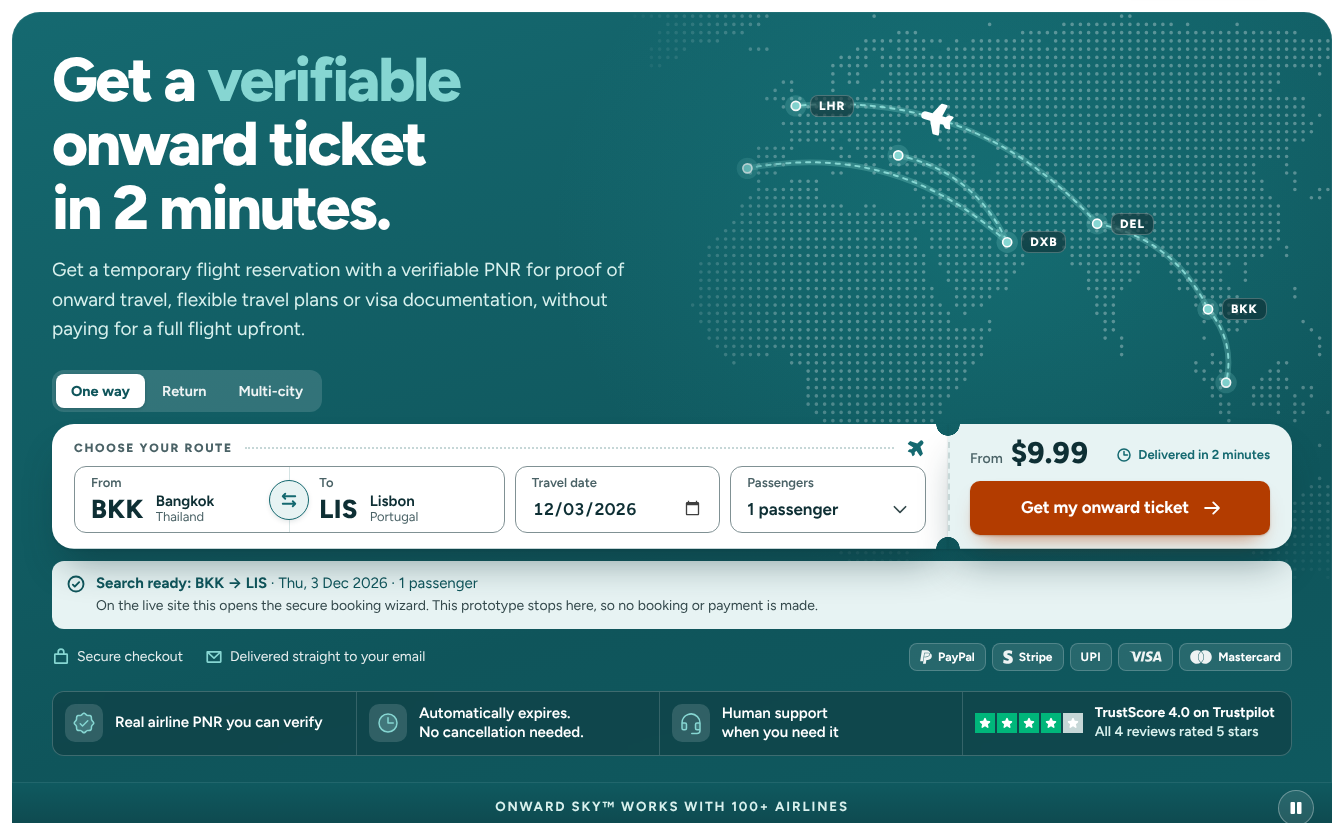 Get a verifiable
onward ticket
in 2 minutes.
Get a temporary flight reservation with a verifiable PNR for proof of
onward travel, flexible travel plans or visa documentation, without
paying for a full flight upfront.
LHR
DEL
DXB
BKK
One way Return Multi-city
CHOOSE YOUR ROUTE
From
BKK Bangkok
Thailand
To
LIS Lisbon
Portugal
Travel date
12/03/2026
Passengers
1 passenger
From $9.99
Delivered in 2 minutes
Get my onward ticket →
Search ready: BKK → LIS · Thu, 3 Dec 2026 · 1 passenger
On the live site this opens the secure booking wizard. This prototype stops here, so no booking or payment is made.
Secure checkout Delivered straight to your email
PayPal Stripe UPI VISA Mastercard
Real airline PNR you can verify
Automatically expires.
No cancellation needed.
Human support
when you need it
TrustScore 4.0 on Trustpilot
All 4 reviews rated 5 stars
ONWARD SKY™ WORKS WITH 100+ AIRLINES